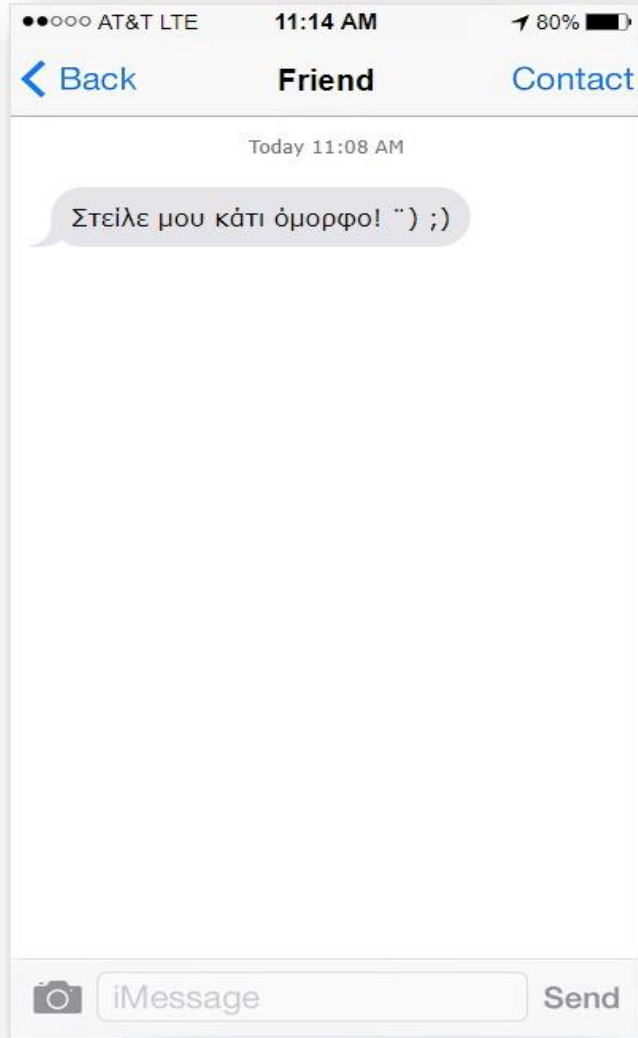 ●●○○○ AT&T LTE 11:14 AM 80%
Back Friend Contact
Today 11:08 AM
Στείλε μου κάτι όμορφο! ¨) ;)
iMessage Send